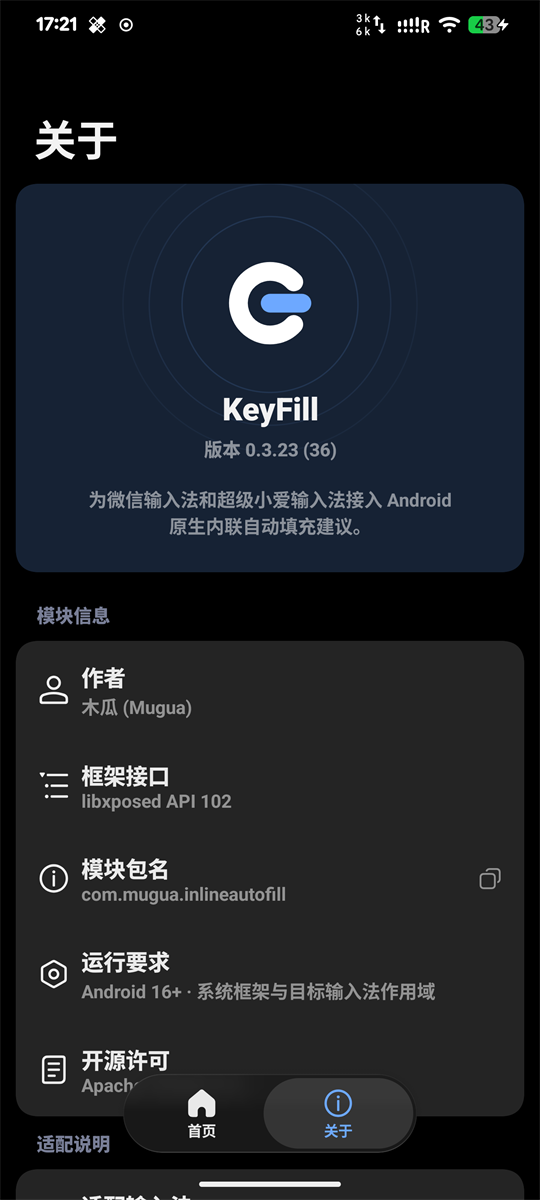 17:21
3 k
6 k
R
43
关于
KeyFill
版本 0.3.23 (36)
为微信输入法和超级小爱输入法接入 Android
原生内联自动填充建议。
模块信息
作者
木瓜 (Mugua)
框架接口
libxposed API 102
模块包名
com.mugua.inlineautofill
运行要求
Android 16+ · 系统框架与目标输入法作用域
开源许可
首页
关于
适配说明